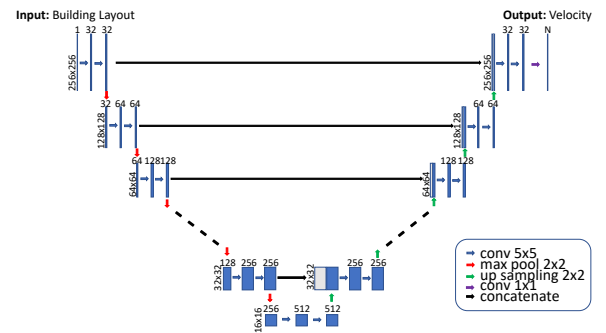 Input: Building Layout
Output: Velocity
1 32 32
256x256
256x256
32 32 N
32 64 64
128x128
128x128
64 64
64 128 128
64x64
64x64
128 128
128 256 256
32x32
32x32
256 256
256 512 512
16x16
conv 5x5
max pool 2x2
up sampling 2x2
conv 1x1
concatenate